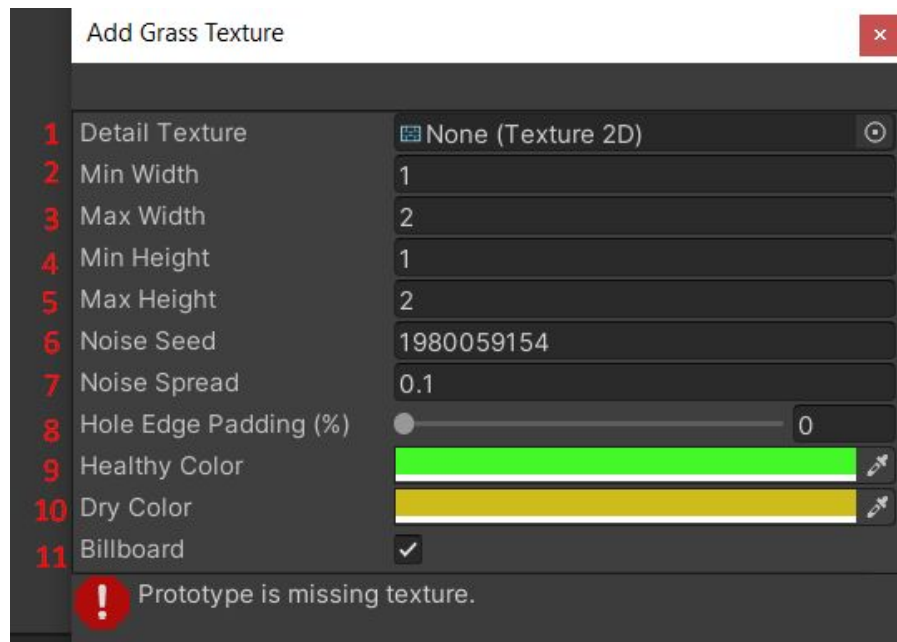 Add Grass Texture
1 Detail Texture None (Texture 2D)
2 Min Width 1
3 Max Width 2
4 Min Height 1
5 Max Height 2
6 Noise Seed 1980059154
7 Noise Spread 0.1
8 Hole Edge Padding (%) 0
9 Healthy Color
10 Dry Color
11 Billboard
! Prototype is missing texture.